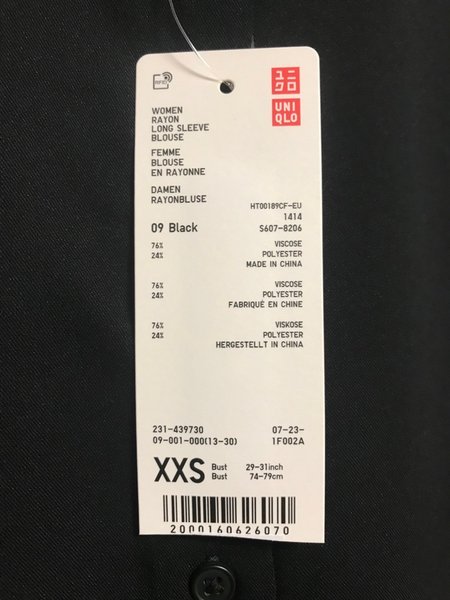 RFID
ユニ
クロ
UNI
QLO
WOMEN
RAYON
LONG SLEEVE
BLOUSE
FEMME
BLOUSE
EN RAYONNE
DAMEN
RAYONBLUSE
HT00189CF-EU
1414
09 Black S607-8206
76% VISCOSE
24% POLYESTER
MADE IN CHINA
76% VISCOSE
24% POLYESTER
FABRIQUÉ EN CHINE
76% VISKOSE
24% POLYESTER
HERGESTELLT IN CHINA
231-439730 07-23-
09-001-000(13-30) 1F002A
XXS Bust 29-31inch
Bust 74-79cm
2000160626070